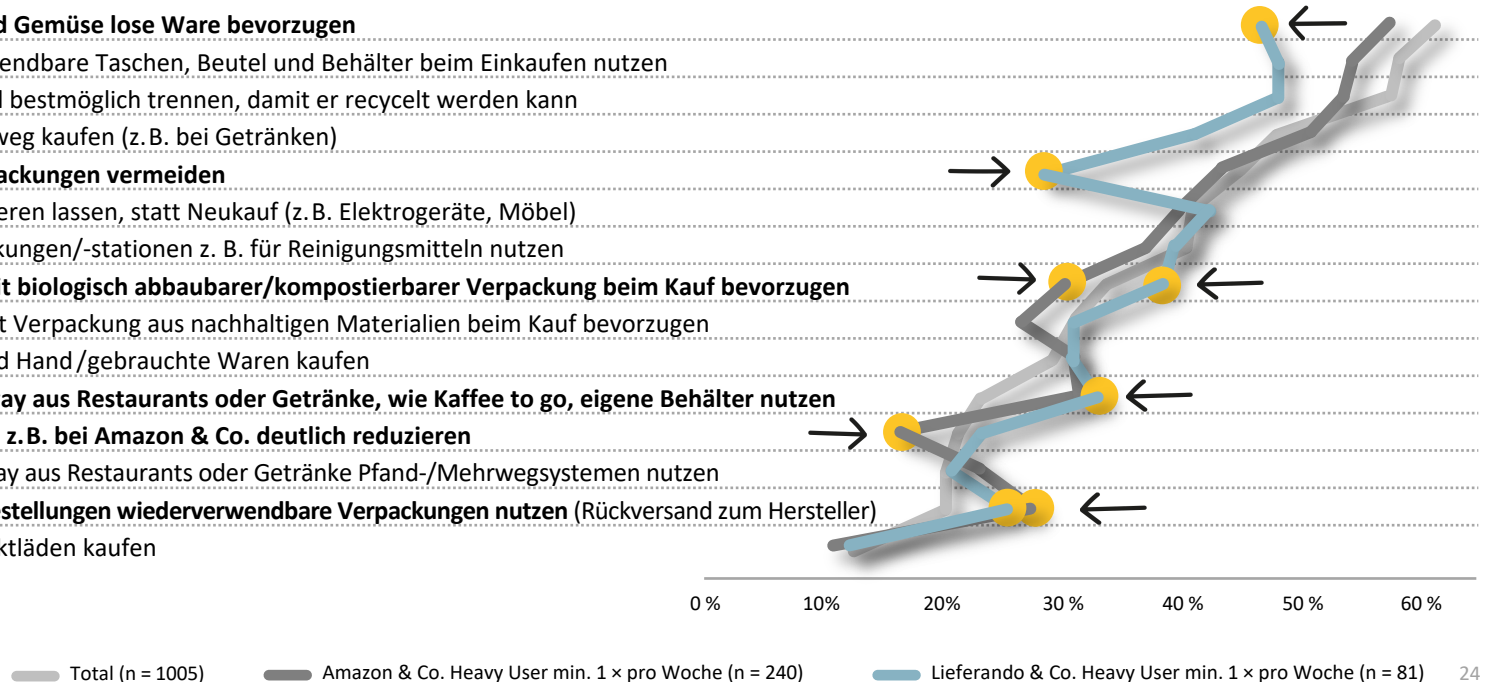 d Gemüse lose Ware bevorzugen
endbare Taschen, Beutel und Behälter beim Einkaufen nutzen
l bestmöglich trennen, damit er recycelt werden kann
weg kaufen (z. B. bei Getränken)
ackungen vermeiden
eren lassen, statt Neukauf (z. B. Elektrogeräte, Möbel)
kungen/-stationen z. B. für Reinigungsmitteln nutzen
it biologisch abbaubarer/kompostierbarer Verpackung beim Kauf bevorzugen
t Verpackung aus nachhaltigen Materialien beim Kauf bevorzugen
d Hand/gebrauchte Waren kaufen
ay aus Restaurants oder Getränke, wie Kaffee to go, eigene Behälter nutzen
z. B. bei Amazon & Co. deutlich reduzieren
ay aus Restaurants oder Getränke Pfand-/Mehrwegsystemen nutzen
estellungen wiederverwendbare Verpackungen nutzen (Rückversand zum Hersteller)
ktläden kaufen
0 % 10% 20% 30 % 40 % 50 % 60 %
Total (n = 1005) Amazon & Co. Heavy User min. 1 × pro Woche (n = 240) Lieferando & Co. Heavy User min. 1 × pro Woche (n = 81) 24